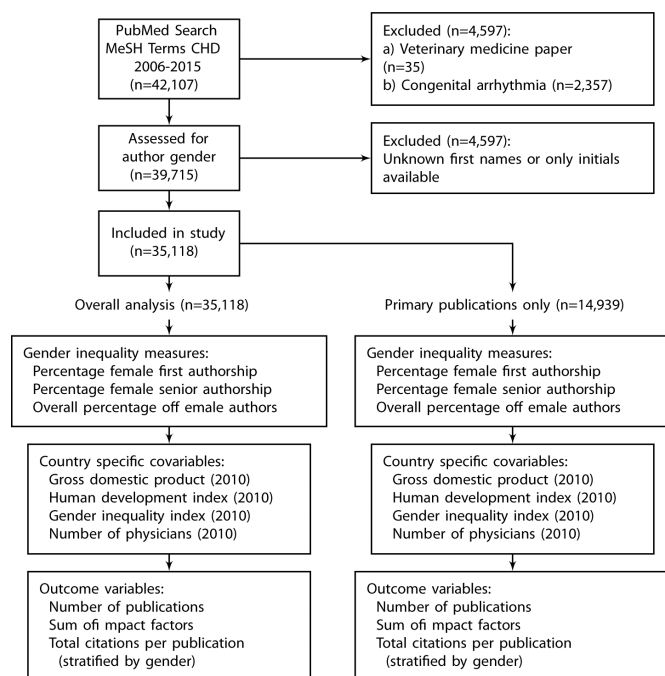 PubMed Search
MeSH Terms CHD
2006-2015
(n=42,107)
Excluded (n=4,597):
a) Veterinary medicine paper
(n=35)
b) Congenital arrhythmia (n=2,357)
Assessed for
author gender
(n=39,715)
Excluded (n=4,597):
Unknown first names or only initials
available
Included in study
(n=35,118)
Overall analysis (n=35,118)
Primary publications only (n=14,939)
Gender inequality measures:
Percentage female first authorship
Percentage female senior authorship
Overall percentage off emale authors
Gender inequality measures:
Percentage female first authorship
Percentage female senior authorship
Overall percentage off emale authors
Country specific covariables:
Gross domestic product (2010)
Human development index (2010)
Gender inequality index (2010)
Number of physicians (2010)
Country specific covariables:
Gross domestic product (2010)
Human development index (2010)
Gender inequality index (2010)
Number of physicians (2010)
Outcome variables:
Number of publications
Sum ofi mpact factors
Total citations per publication
(stratified by gender)
Outcome variables:
Number of publications
Sum ofi mpact factors
Total citations per publication
(stratified by gender)